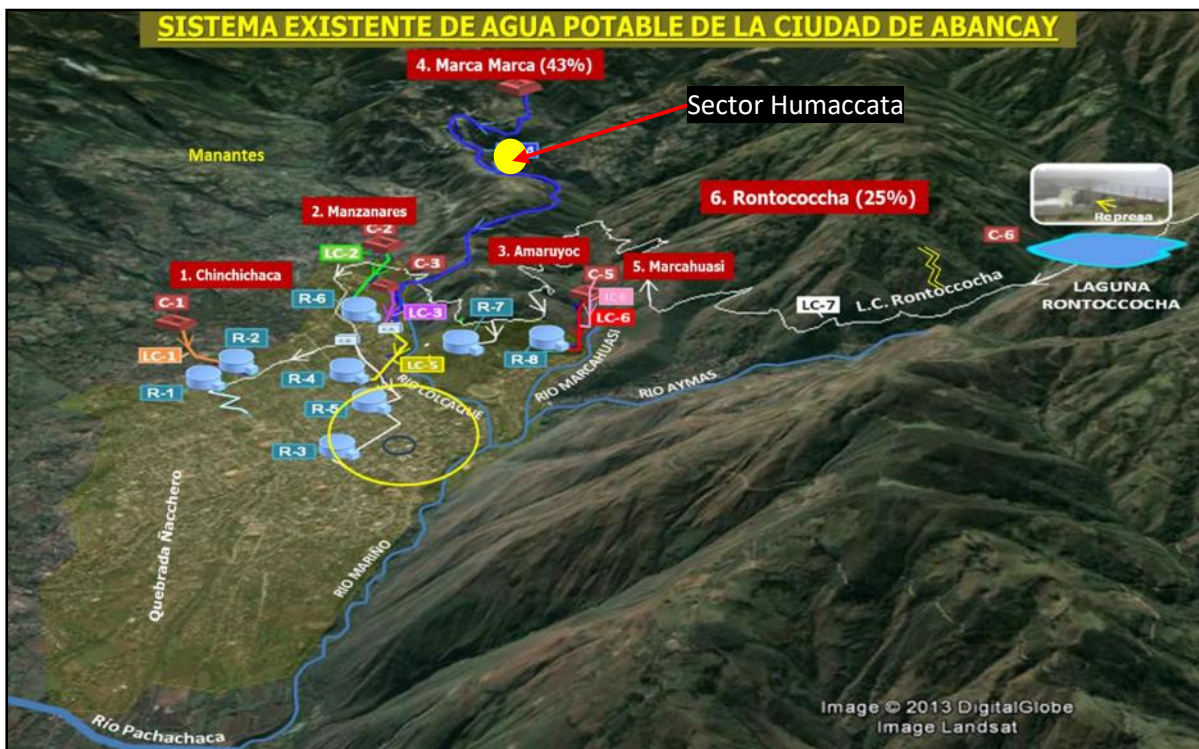 SISTEMA EXISTENTE DE AGUA POTABLE DE LA CIUDAD DE ABANCAY
4. Marca Marca (43%)
Sector Humaccata
Manantes
6. Rontococcha (25%)
Represa
2. Manzanares
C-2
C-6
LC-2
C-3
3. Amaruyoc
1. Chinchichaca
C-5
5. Marcahuasi
LAGUNA
RONTOCCOCHA
L.C. Rontoccocha
LC-7
C-1
R-6
LC-3
R-7
LC-6
R-2
LC-1
R-8
LC-5
R-1
R-4
RIO COLCAQUE
RIO MARCAHUASI
RIO AYMAS
R-5
R-3
Quebrada Ñacchero
RIO MARIÑO
Río Pachachaca
Image © 2013 DigitalGlobe
Image Landsat